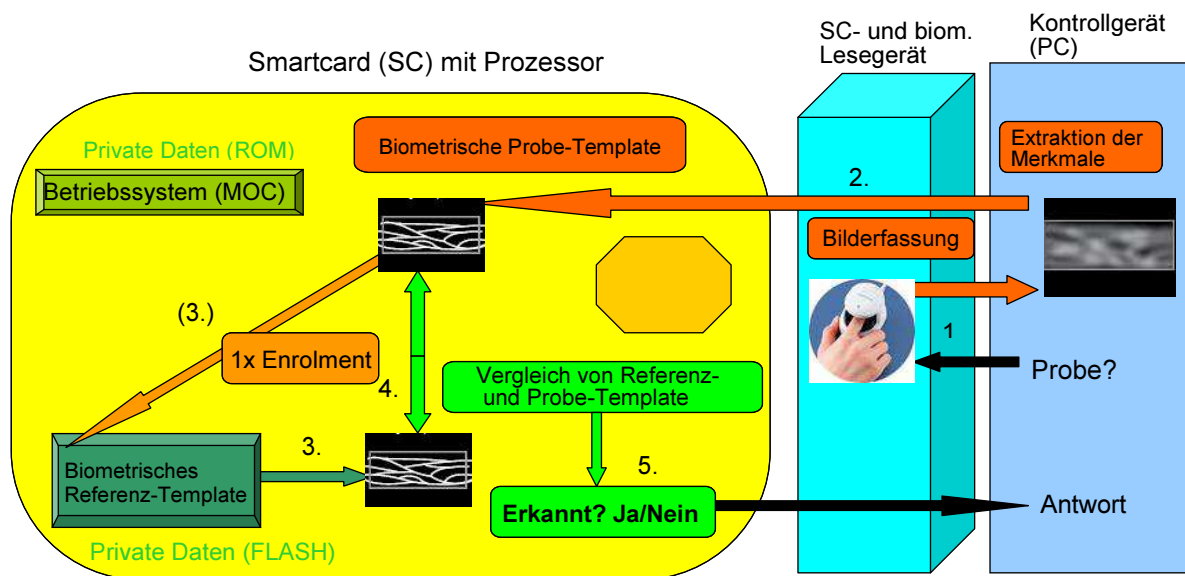 Smartcard (SC) mit Prozessor
SC- und biom.
Lesegerät
Kontrollgerät
(PC)
Private Daten (ROM)
Betriebssystem (MOC)
Biometrische Probe-Template
Extraktion der
Merkmale
2.
Bilderfassung
(3.)
1x Enrolment
4.
1
Probe?
Vergleich von Referenz-
und Probe-Template
3.
Biometrisches
Referenz-Template
5.
Erkannt? Ja/Nein
Antwort
Private Daten (FLASH)